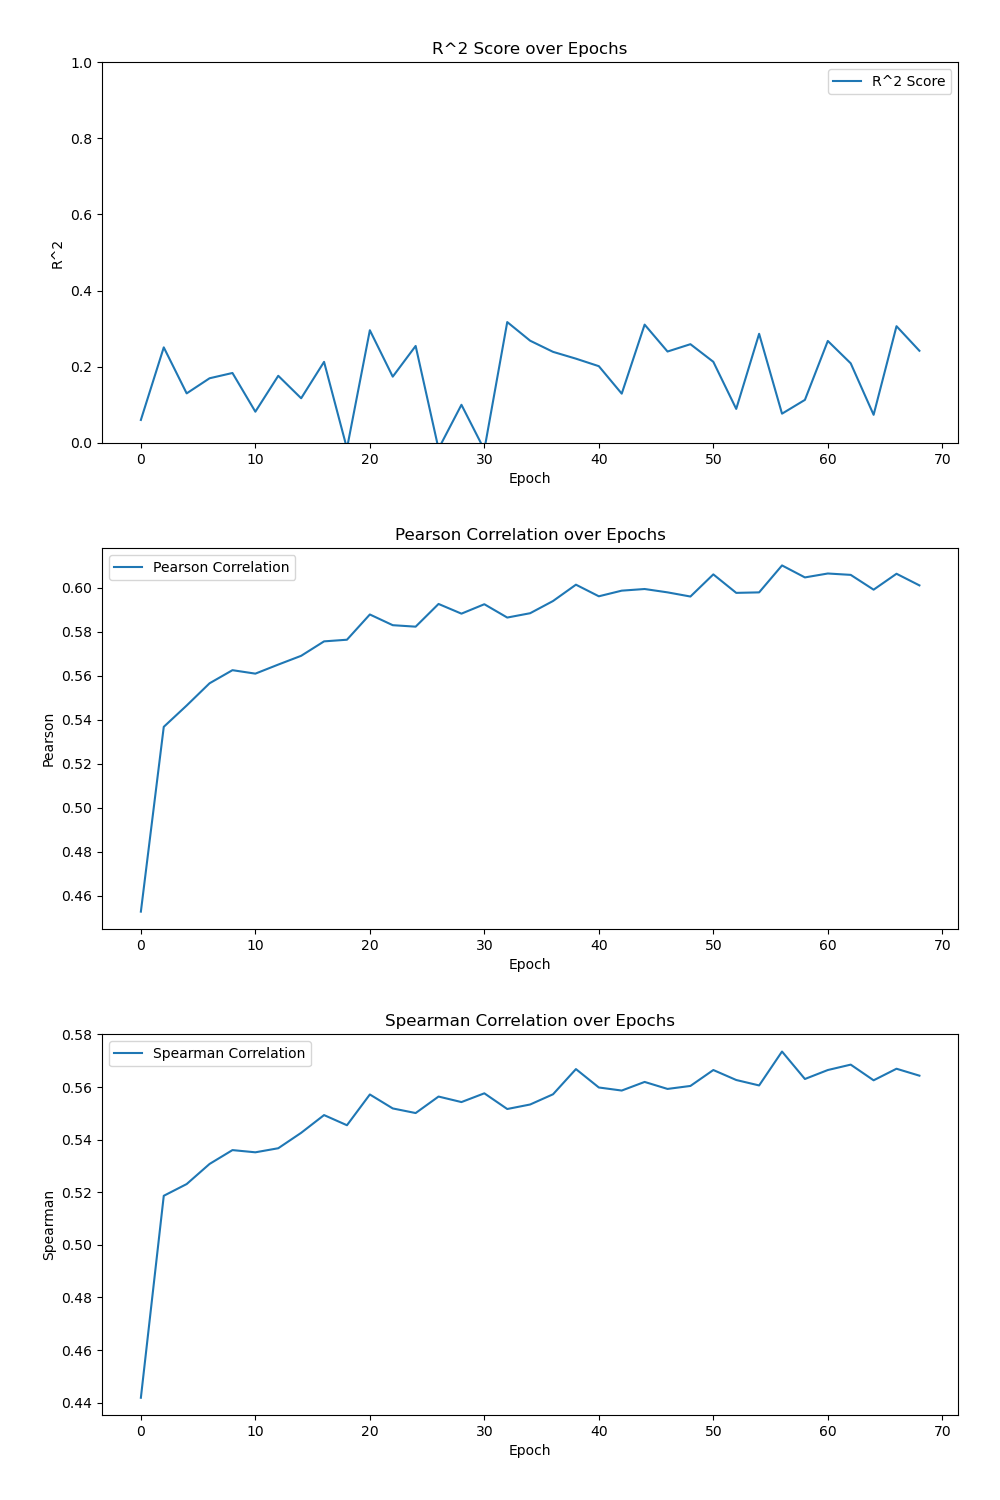 R^2 Score over Epochs
1.0
0.8
0.6
0.4
0.2
0.0
R^2
R^2 Score
0 10 20 30 40 50 60 70
Epoch
Pearson Correlation over Epochs
0.60
0.58
0.56
0.54
0.52
0.50
0.48
0.46
Pearson
Pearson Correlation
0 10 20 30 40 50 60 70
Epoch
Spearman Correlation over Epochs
0.58
0.56
0.54
0.52
0.50
0.48
0.46
0.44
Spearman
Spearman Correlation
0 10 20 30 40 50 60 70
Epoch